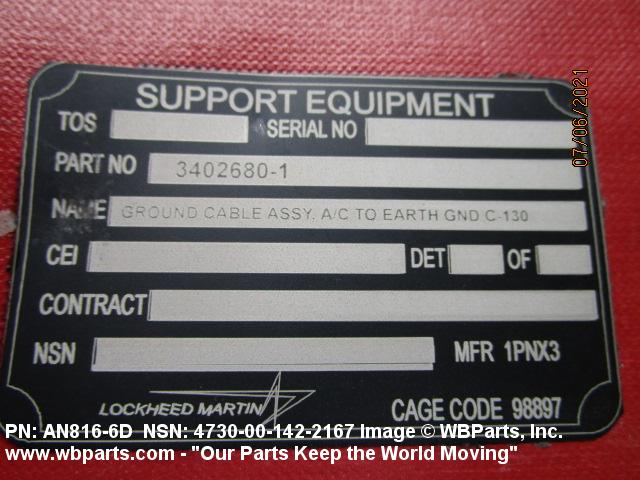 SUPPORT EQUIPMENT
TOS SERIAL NO
PART NO 3402680-1
NAME GROUND CABLE ASSY, A/C TO EARTH GND C-130
CEI DET OF
CONTRACT
NSN MFR 1PNX3
LOCKHEED MARTIN CAGE CODE 98897
07/06/2021
PN: AN816-6D NSN: 4730-00-142-2167 Image © WBParts, Inc.
www.wbparts.com - "Our Parts Keep the World Moving"